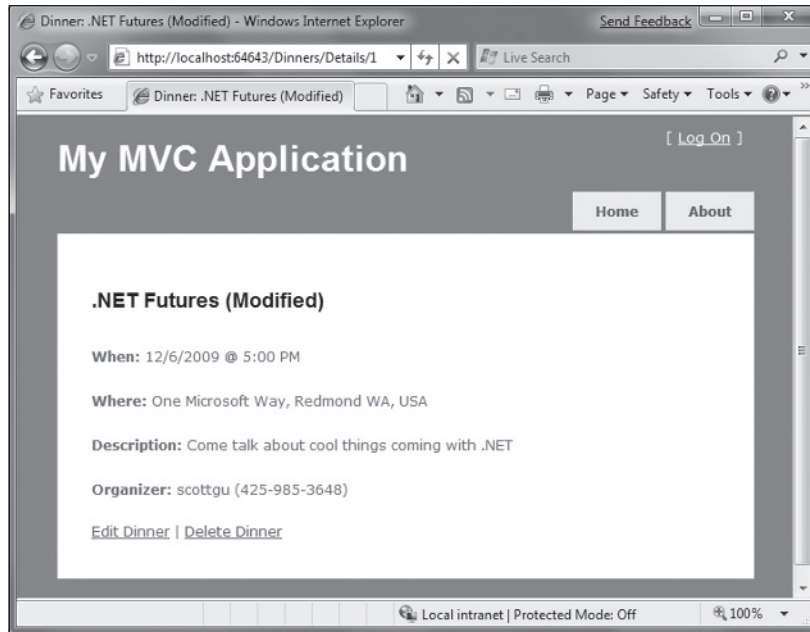 Dinner: .NET Futures (Modified) - Windows Internet Explorer
Send Feedback
http://localhost:64643/Dinners/Details/1
Live Search
Favorites
Dinner: .NET Futures (Modified)
Page
Safety
Tools
[ Log On ]
My MVC Application
Home
About
.NET Futures (Modified)
When: 12/6/2009 @ 5:00 PM
Where: One Microsoft Way, Redmond WA, USA
Description: Come talk about cool things coming with .NET
Organizer: scottgu (425-985-3648)
Edit Dinner | Delete Dinner
Local intranet | Protected Mode: Off
100%